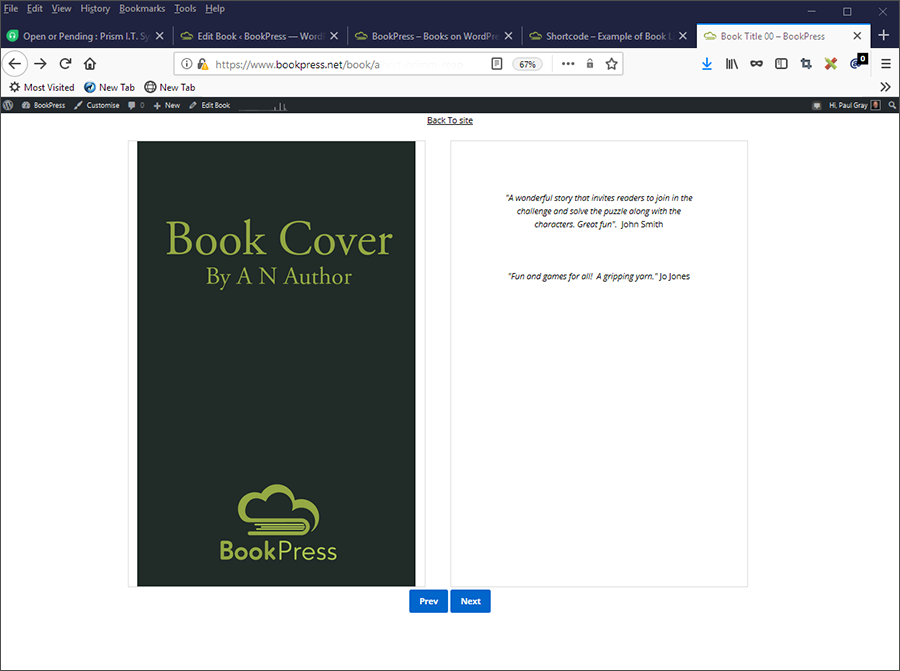 File Edit View History Bookmarks Tools Help
Open or Pending : Prism I.T. Sy
Edit Book ‹ BookPress — Word
BookPress – Books on WordPre
Shortcode – Example of Book L
Book Title 00 – BookPress
https://www.bookpress.net/book/a
67%
0
Most Visited New Tab New Tab
BookPress Customise 0 New Edit Book
Hi, Paul Gray
Back To site
Book Cover
By A N Author
BookPress
"A wonderful story that invites readers to join in the
challenge and solve the puzzle along with the
characters. Great fun", John Smith
"Fun and games for all! A gripping yarn." Jo Jones
Prev Next